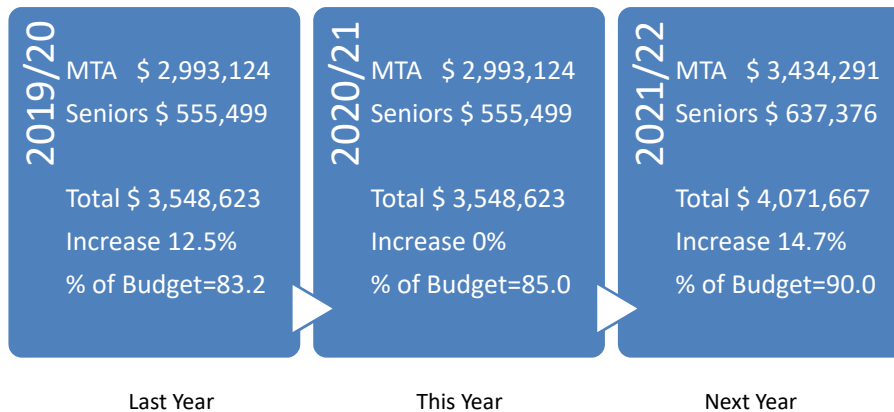 2019/20
MTA $ 2,993,124
Seniors $ 555,499
Total $ 3,548,623
Increase 12.5%
% of Budget=83.2
2020/21
MTA $ 2,993,124
Seniors $ 555,499
Total $ 3,548,623
Increase 0%
% of Budget=85.0
2021/22
MTA $ 3,434,291
Seniors $ 637,376
Total $ 4,071,667
Increase 14.7%
% of Budget=90.0
Last Year
This Year
Next Year